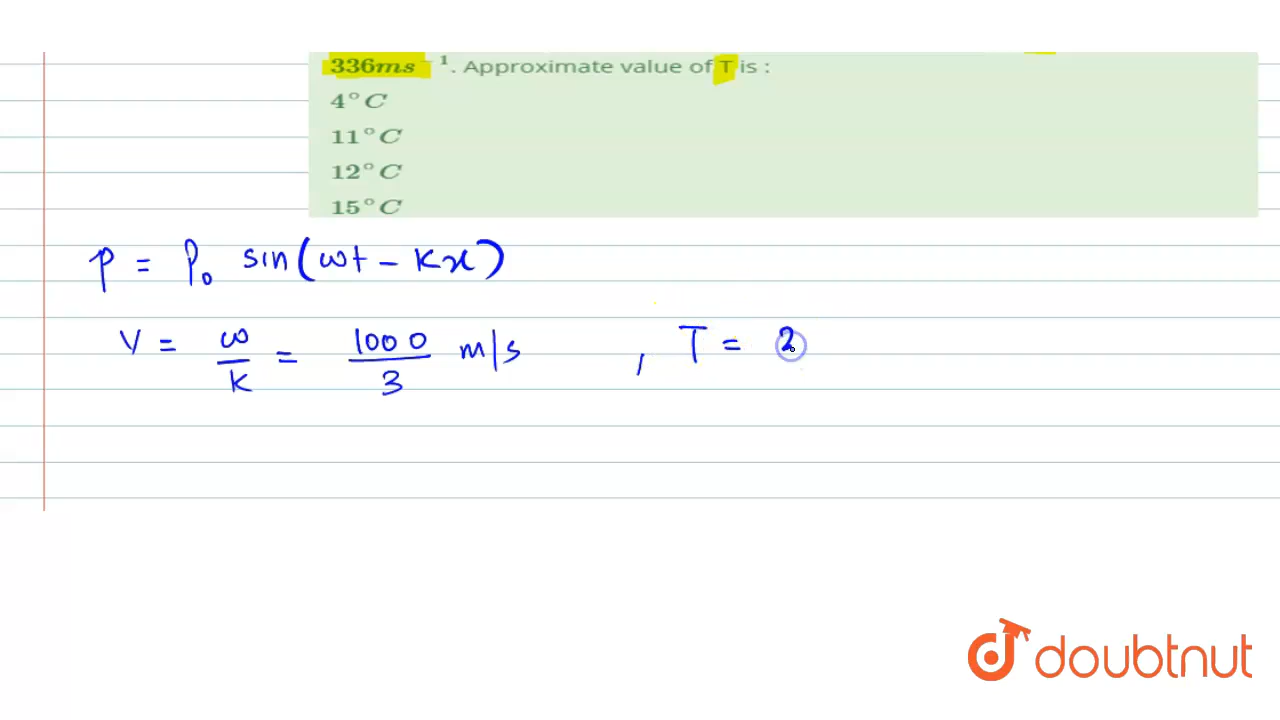 336ms⁻¹. Approximate value of T is :
4°C
11°C
12°C
15°C
p = P₀ sin(ωt − kx)
V = ω/k = 1000/3 m/s , T = 2
doubtnut